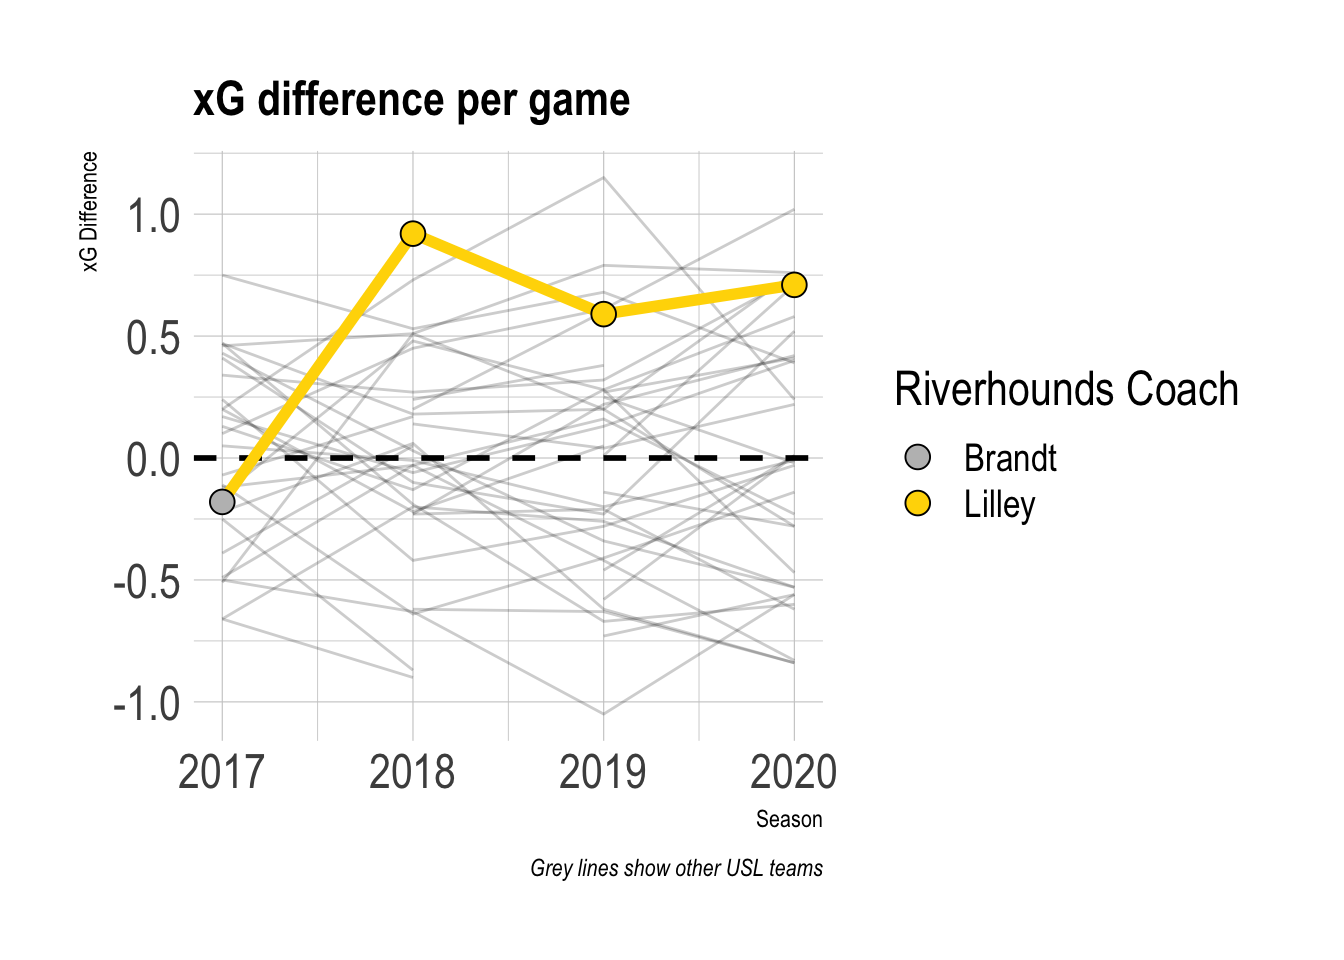 xG difference per game
xG Difference
1.0
0.5
0.0
-0.5
-1.0
2017 2018 2019 2020
Season
Grey lines show other USL teams
Riverhounds Coach
Brandt
Lilley